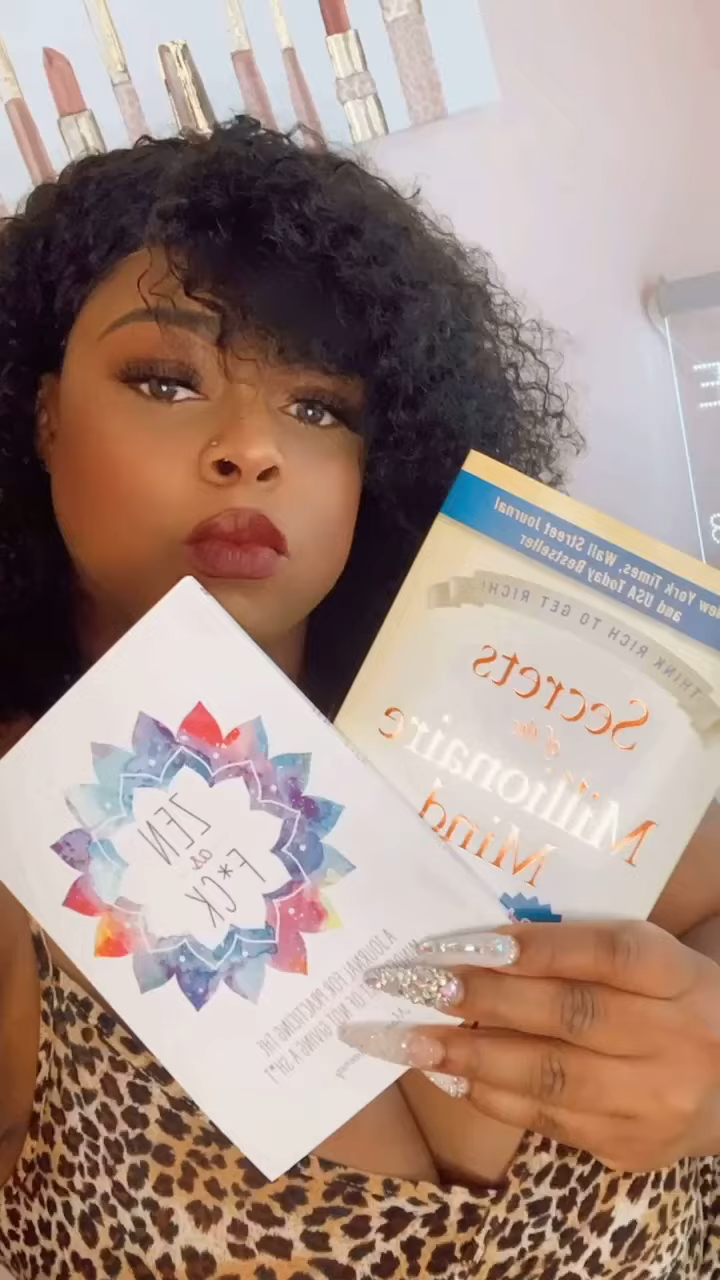 New York Times, Wall Street Journal
and USA Today Bestseller
THINK RICH TO GET RICH!
Secrets
of the
Millionaire
Mind
ZEN
as
F*CK
A JOURNAL FOR PRACTICING THE
OF NOT GIVING A SH*T